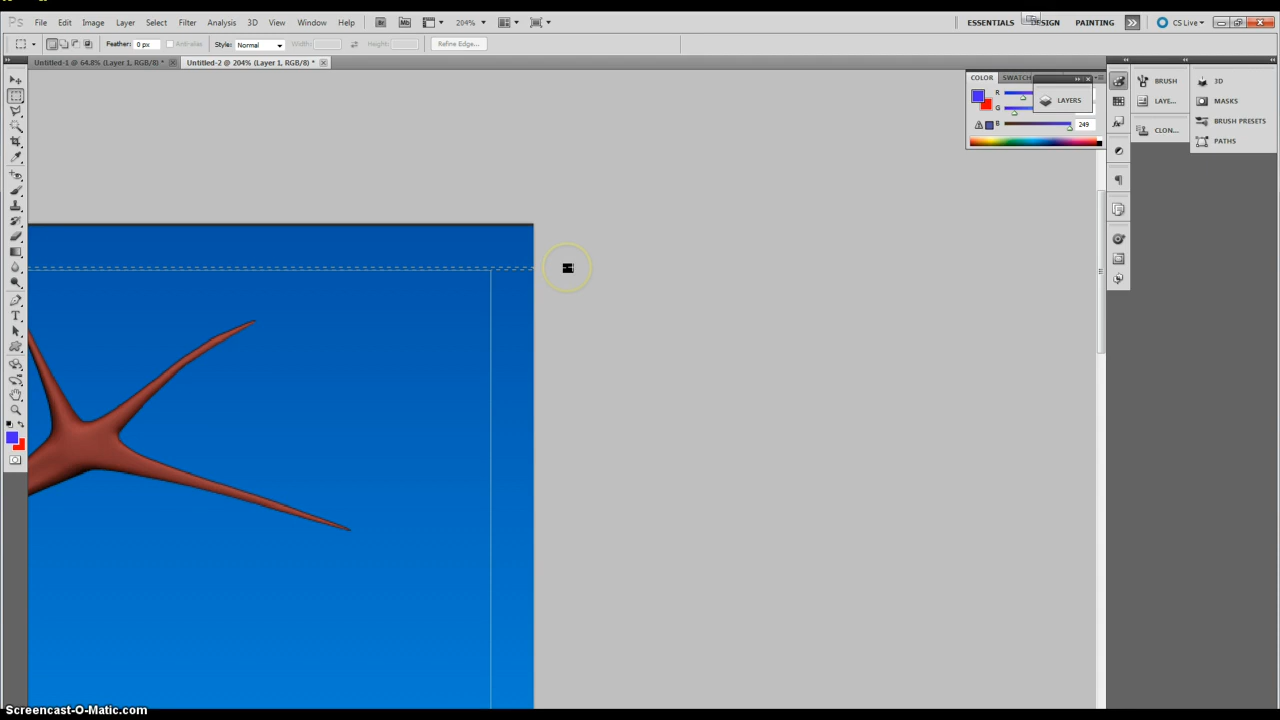 Ps File Edit Image Layer Select Filter Analysis 3D View Window Help Br Mb 204% ESSENTIALS DESIGN PAINTING CS Live
Feather: 0 px Anti-alias Style: Normal Width: Height: Refine Edge...
Untitled-1 @ 64.8% (Layer 1, RGB/8) * Untitled-2 @ 204% (Layer 1, RGB/8) *
COLOR SWATCH
R
G
B 249
LAYERS
BRUSH
LAYE...
CLON...
3D
MASKS
BRUSH PRESETS
PATHS
Screencast-O-Matic.com